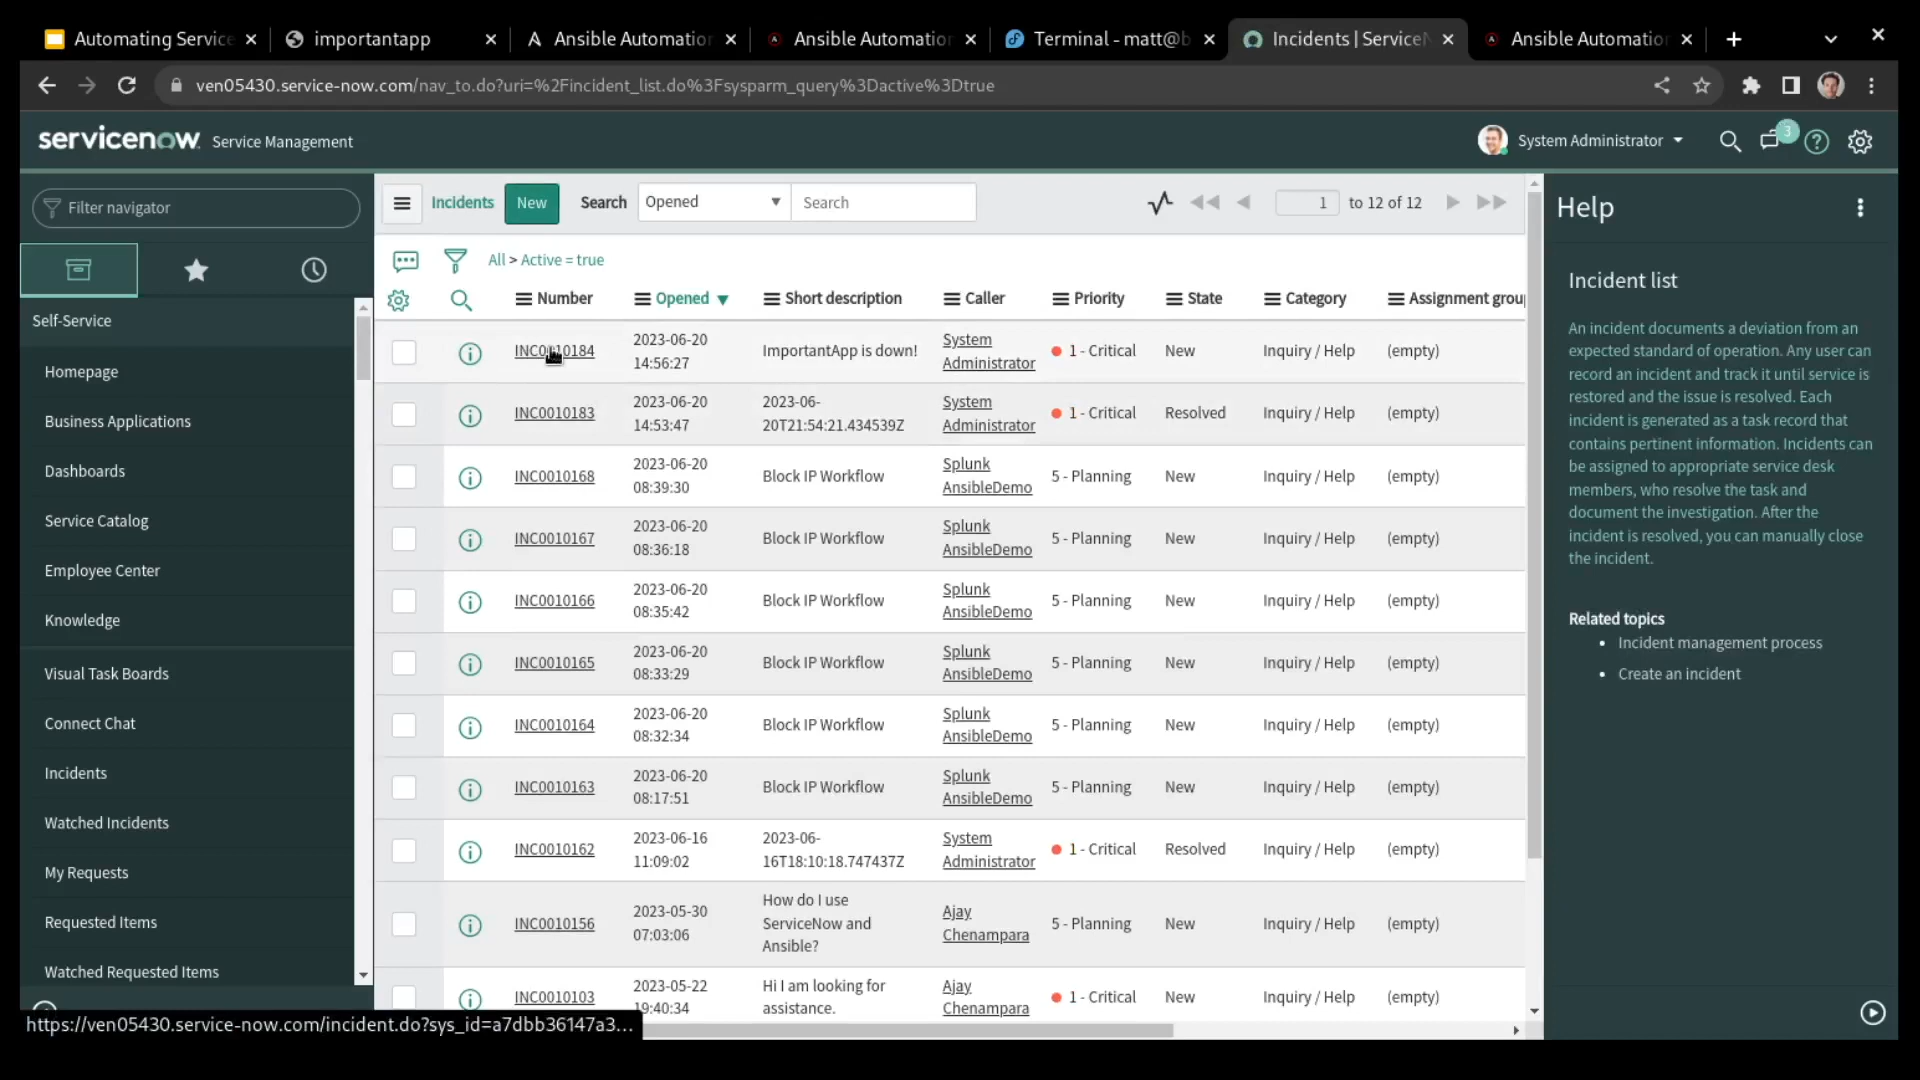 Automating Service
importantapp
Ansible Automation
Ansible Automation
Terminal - matt@b
Incidents | ServiceN
Ansible Automation
ven05430.service-now.com/nav_to.do?uri=%2Fincident_list.do%3Fsysparm_query%3Dactive%3Dtrue
servicenow Service Management
System Administrator
3
Filter navigator
Self-Service
Homepage
Business Applications
Dashboards
Service Catalog
Employee Center
Knowledge
Visual Task Boards
Connect Chat
Incidents
Watched Incidents
My Requests
Requested Items
Watched Requested Items
Incidents New Search Opened Search 1 to 12 of 12
All > Active = true
Number Opened Short description Caller Priority State Category Assignment group
INC0010184 2023-06-20 14:56:27 ImportantApp is down! System Administrator 1 - Critical New Inquiry / Help (empty)
INC0010183 2023-06-20 14:53:47 2023-06-20T21:54:21.434539Z System Administrator 1 - Critical Resolved Inquiry / Help (empty)
INC0010168 2023-06-20 08:39:30 Block IP Workflow Splunk AnsibleDemo 5 - Planning New Inquiry / Help (empty)
INC0010167 2023-06-20 08:36:18 Block IP Workflow Splunk AnsibleDemo 5 - Planning New Inquiry / Help (empty)
INC0010166 2023-06-20 08:35:42 Block IP Workflow Splunk AnsibleDemo 5 - Planning New Inquiry / Help (empty)
INC0010165 2023-06-20 08:33:29 Block IP Workflow Splunk AnsibleDemo 5 - Planning New Inquiry / Help (empty)
INC0010164 2023-06-20 08:32:34 Block IP Workflow Splunk AnsibleDemo 5 - Planning New Inquiry / Help (empty)
INC0010163 2023-06-20 08:17:51 Block IP Workflow Splunk AnsibleDemo 5 - Planning New Inquiry / Help (empty)
INC0010162 2023-06-16 11:09:02 2023-06-16T18:10:18.747437Z System Administrator 1 - Critical Resolved Inquiry / Help (empty)
INC0010156 2023-05-30 07:03:06 How do I use ServiceNow and Ansible? Ajay Chenampara 5 - Planning New Inquiry / Help (empty)
INC0010103 2023-05-22 19:40:34 Hi I am looking for assistance. Ajay Chenampara 1 - Critical New Inquiry / Help (empty)
Help
Incident list
An incident documents a deviation from an
expected standard of operation. Any user can
record an incident and track it until service is
restored and the issue is resolved. Each
incident is generated as a task record that
contains pertinent information. Incidents can
be assigned to appropriate service desk
members, who resolve the task and
document the investigation. After the
incident is resolved, you can manually close
the incident.
Related topics
Incident management process
Create an incident
https://ven05430.service-now.com/incident.do?sys_id=a7dbb36147a3...